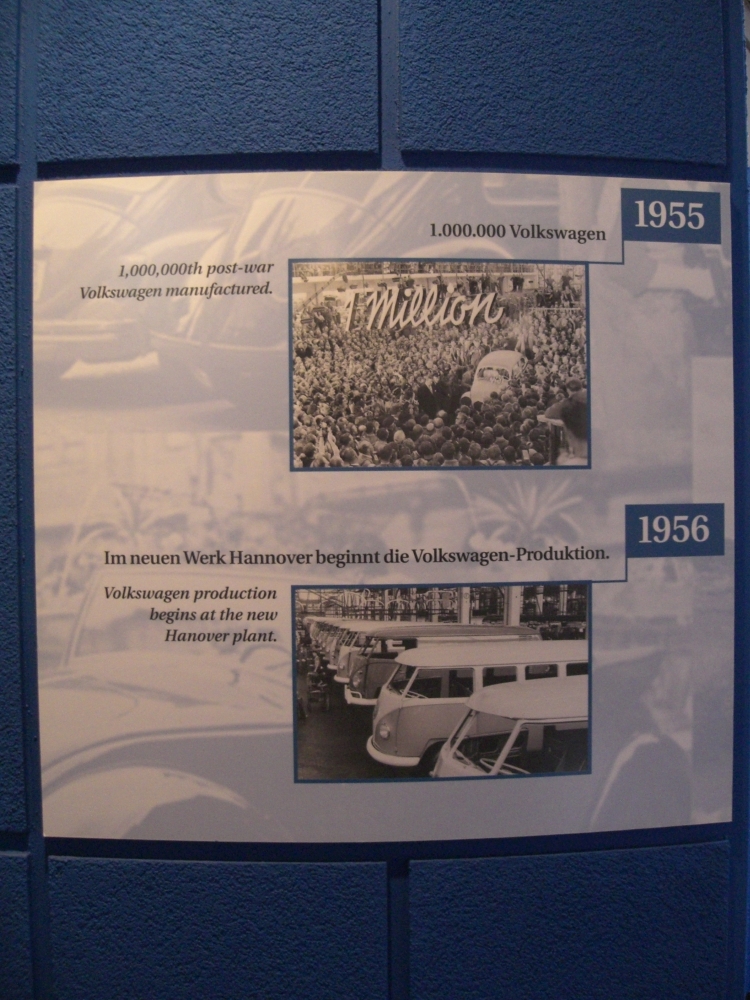 1955
1.000.000 Volkswagen
1,000,000th post-war
Volkswagen manufactured.
1 Million
1956
Im neuen Werk Hannover beginnt die Volkswagen-Produktion.
Volkswagen production
begins at the new
Hanover plant.